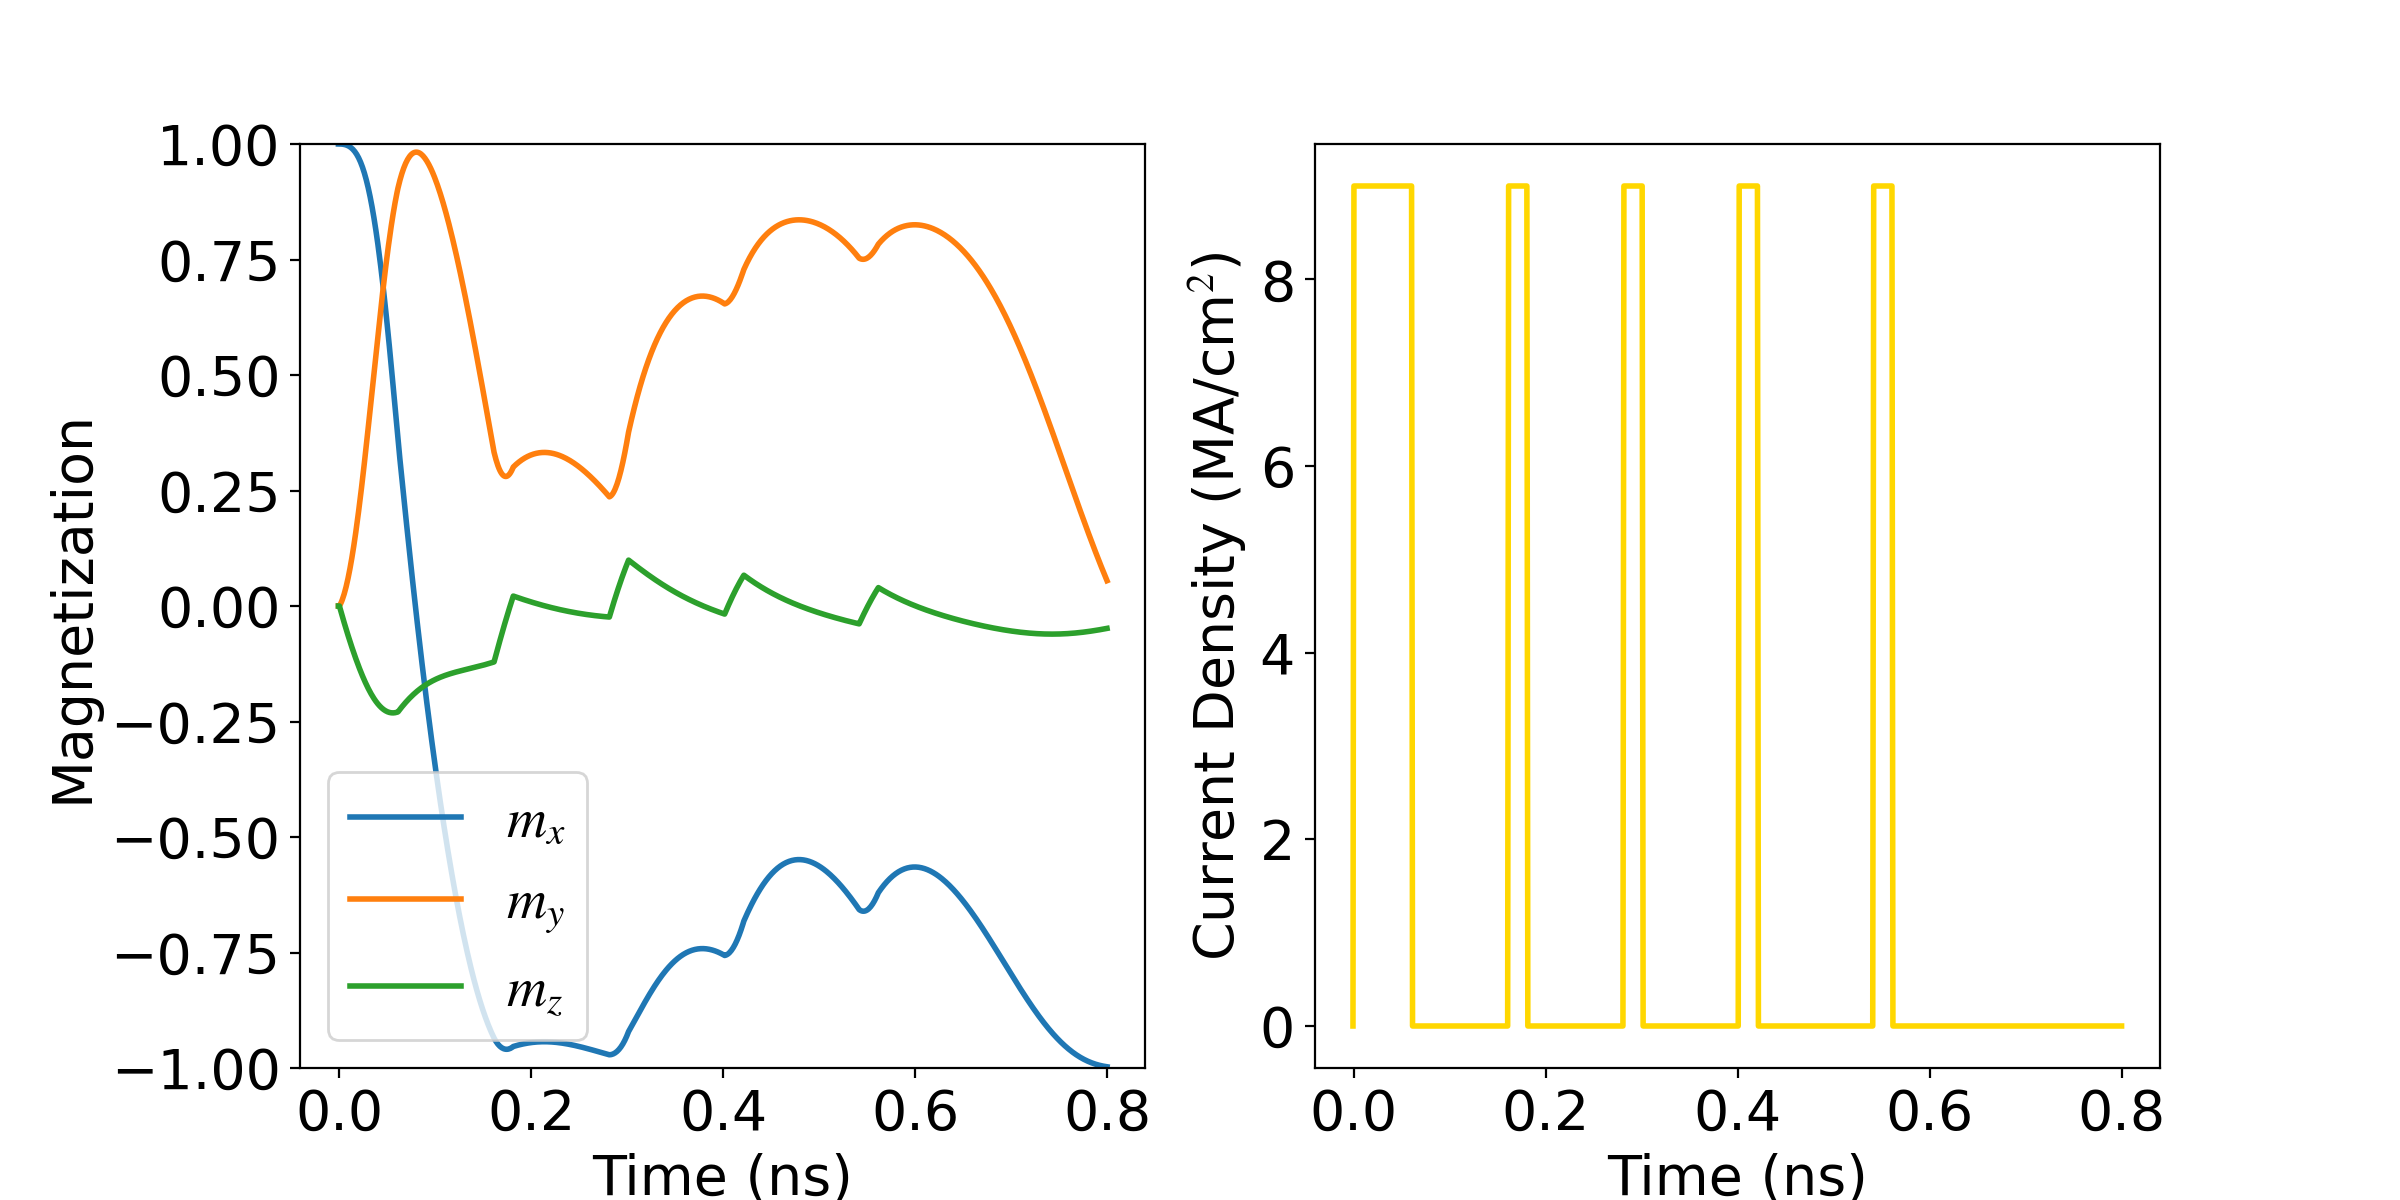 Magnetization
1.00
0.75
0.50
0.25
0.00
−0.25
−0.50
−0.75
−1.00
m_x
m_y
m_z
0.0 0.2 0.4 0.6 0.8
Time (ns)
Current Density (MA/cm²)
8
6
4
2
0
0.0 0.2 0.4 0.6 0.8
Time (ns)